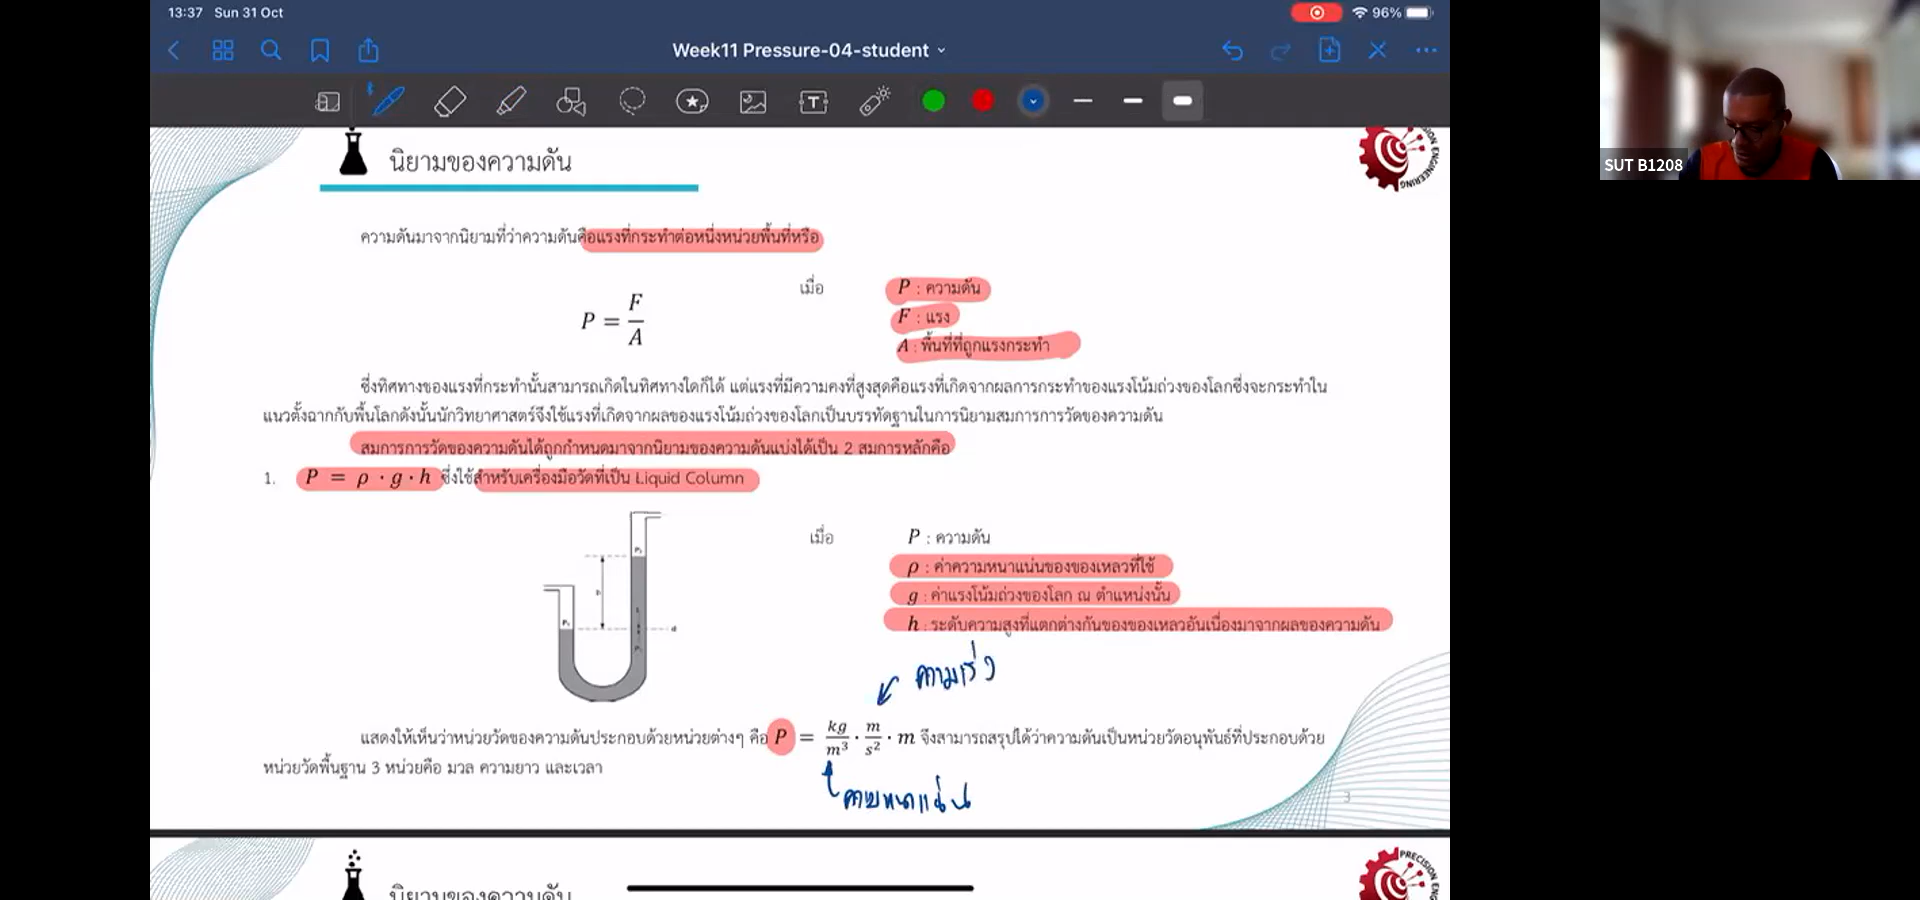 13:37 Sun 31 Oct
96%
Week11 Pressure-04-student
SUT B1208
นิยามของความดัน
ความดันมาจากนิยามที่ว่าความดันคือแรงที่กระทำต่อหนึ่งหน่วยพื้นที่หรือ
P = F/A
เมื่อ
P : ความดัน
F : แรง
A : พื้นที่ที่ถูกแรงกระทำ
ซึ่งทิศทางของแรงที่กระทำนั้นสามารถเกิดในทิศทางใดก็ได้ แต่แรงที่มีความคงที่สูงสุดคือแรงที่เกิดจากผลการกระทำของแรงโน้มถ่วงของโลกซึ่งจะกระทำใน
แนวตั้งฉากกับพื้นโลกดังนั้นนักวิทยาศาสตร์จึงใช้แรงที่เกิดจากผลของแรงโน้มถ่วงของโลกเป็นบรรทัดฐานในการนิยามสมการการวัดของความดัน
สมการการวัดของความดันได้ถูกกำหนดมาจากนิยามของความดันแบ่งได้เป็น 2 สมการหลักคือ
1. P = ρ · g · h ซึ่งใช้สำหรับเครื่องมือวัดที่เป็น Liquid Column
เมื่อ
P : ความดัน
ρ : ค่าความหนาแน่นของของเหลวที่ใช้
g : ค่าแรงโน้มถ่วงของโลก ณ ตำแหน่งนั้น
h : ระดับความสูงที่แตกต่างกันของของเหลวอันเนื่องมาจากผลของความดัน
ความเร่ง
แสดงให้เห็นว่าหน่วยวัดของความดันประกอบด้วยหน่วยต่างๆ คือ P = kg/m³ · m/s² · m จึงสามารถสรุปได้ว่าความดันเป็นหน่วยวัดอนุพันธ์ที่ประกอบด้วย
หน่วยวัดพื้นฐาน 3 หน่วยคือ มวล ความยาว และเวลา
ความหนาแน่น
3
นิยามของความดัน